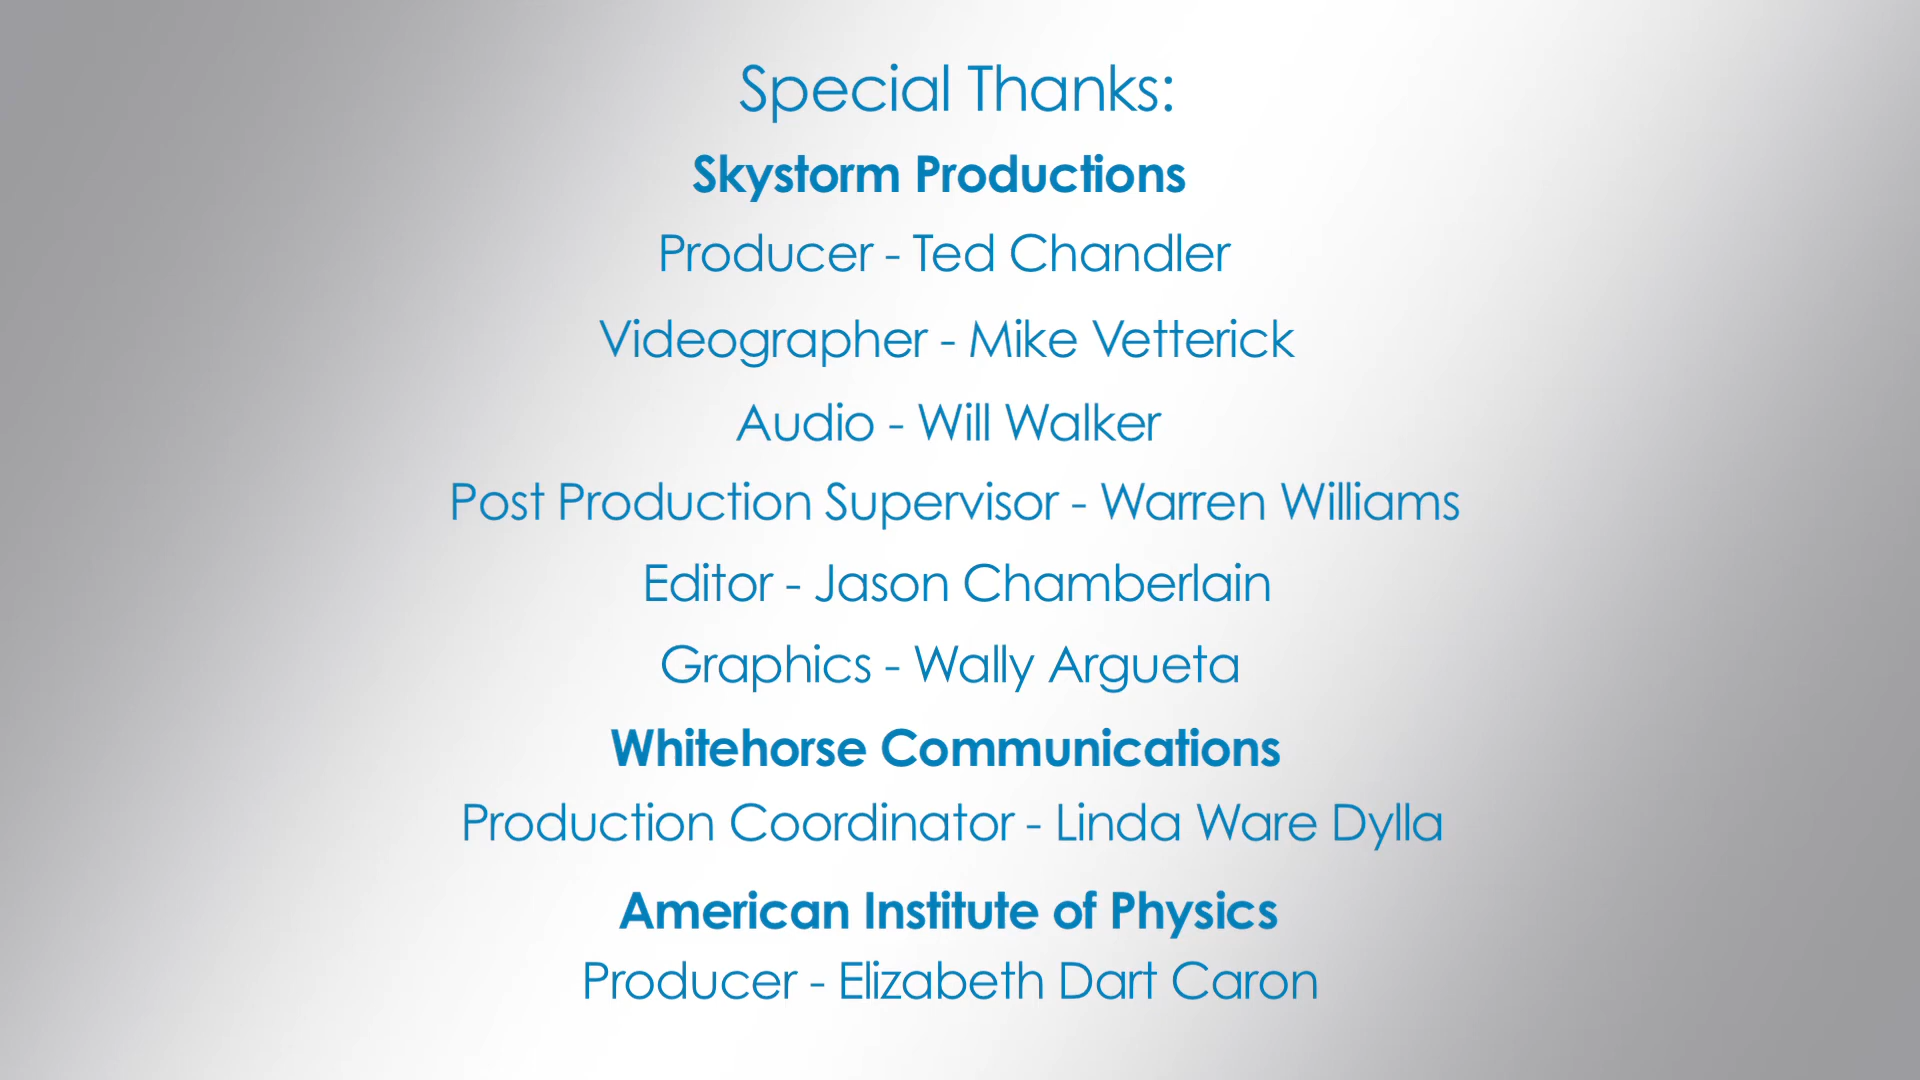 Special Thanks:
Skystorm Productions
Producer - Ted Chandler
Videographer - Mike Vetterick
Audio - Will Walker
Post Production Supervisor - Warren Williams
Editor - Jason Chamberlain
Graphics - Wally Argueta
Whitehorse Communications
Production Coordinator - Linda Ware Dylla
American Institute of Physics
Producer - Elizabeth Dart Caron